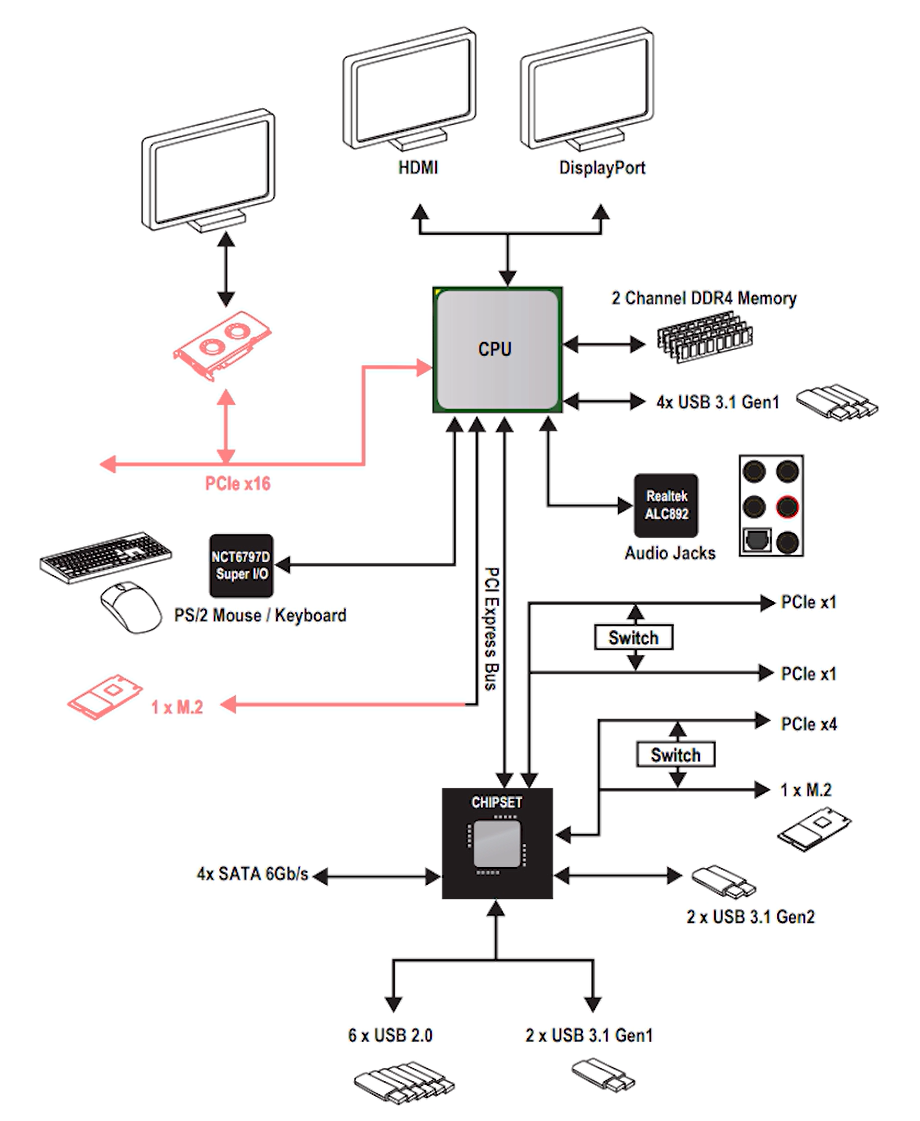 HDMI
DisplayPort
2 Channel DDR4 Memory
CPU
4x USB 3.1 Gen1
PCIe x16
Realtek
ALC892
Audio Jacks
NCT6797D
Super I/O
PS/2 Mouse / Keyboard
PCI Express Bus
PCIe x1
Switch
PCIe x1
1 x M.2
PCIe x4
Switch
1 x M.2
CHIPSET
4x SATA 6Gb/s
2 x USB 3.1 Gen2
6 x USB 2.0
2 x USB 3.1 Gen1